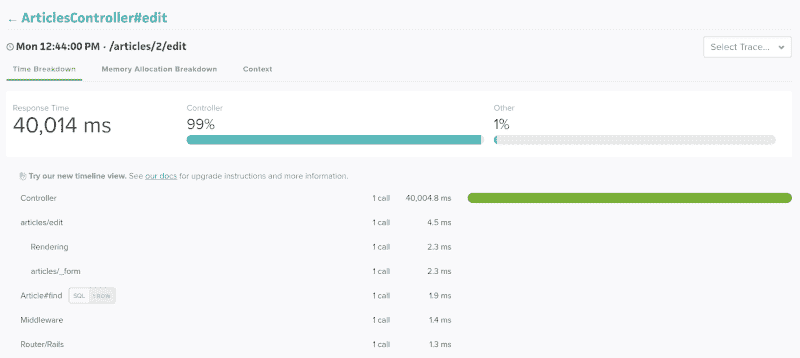 ← ArticlesController#edit
Mon 12:44:00 PM · /articles/2/edit
Select Trace...
Time Breakdown Memory Allocation Breakdown Context
Response Time Controller Other
40,014 ms 99% 1%
Try our new timeline view. See our docs for upgrade instructions and more information.
Controller 1 call 40,004.8 ms
articles/edit 1 call 4.5 ms
Rendering 1 call 2.3 ms
articles/_form 1 call 2.3 ms
Article#find SQL 1 ROW 1 call 1.9 ms
Middleware 1 call 1.4 ms
Router/Rails 1 call 1.3 ms